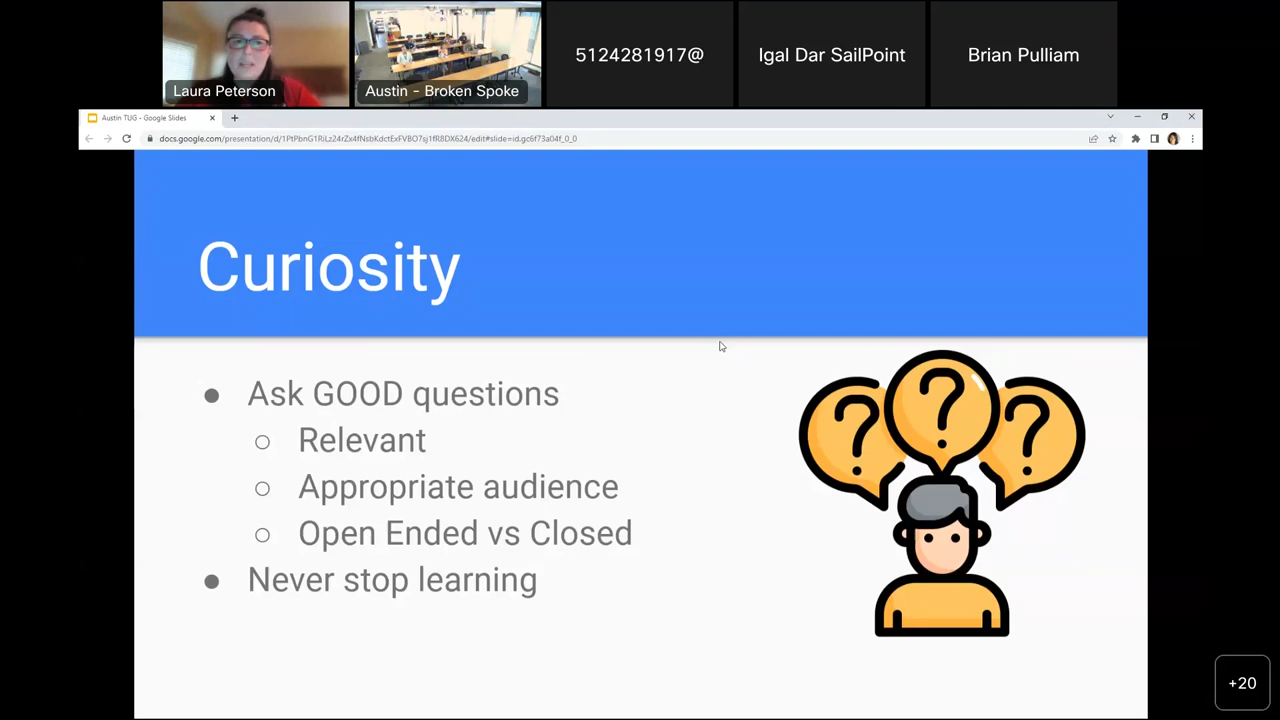 Laura Peterson
Austin - Broken Spoke
5124281917@
Igal Dar SailPoint
Brian Pulliam
Austin TUG - Google Slides
docs.google.com/presentation/d/1PtPbnG1RiLz24rZx4fNsbKdctExFVBO7sj1fR8DX624/edit#slide=id.gc6f73a04f_0_0
Curiosity
Ask GOOD questions
Relevant
Appropriate audience
Open Ended vs Closed
Never stop learning
? ? ?
+20